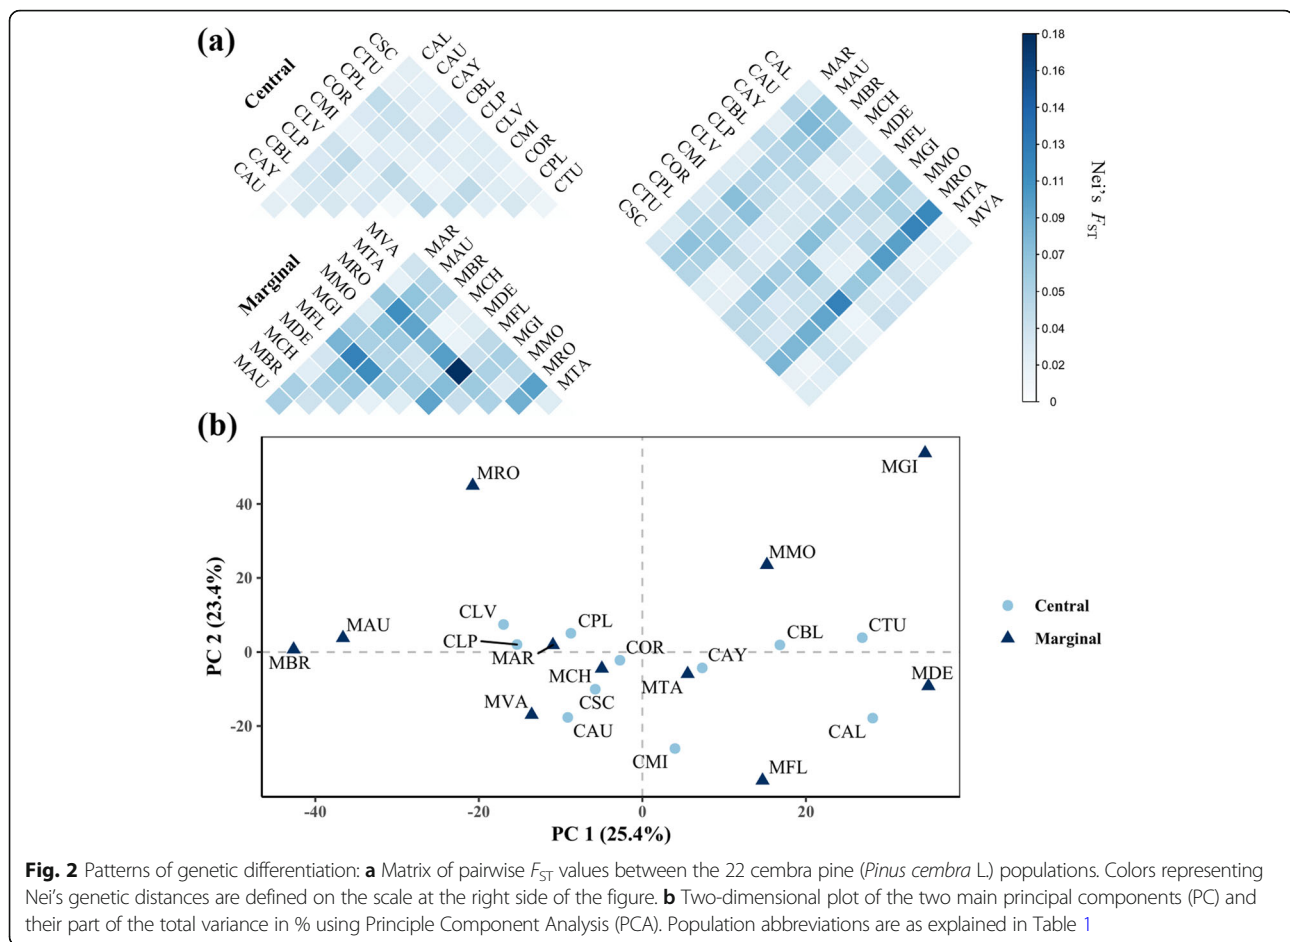 (a)
Central
CSC
CTU
CPL
COR
CMI
CLV
CLP
CBL
CAY
CAU
CAL
CAU
CAY
CBL
CLP
CLV
CMI
COR
CPL
CTU
Marginal
MVA
MTA
MRO
MMO
MGI
MFL
MDE
MCH
MBR
MAU
MAR
MAU
MBR
MCH
MDE
MFL
MGI
MMO
MRO
MTA
CAL
CAU
CAY
CBL
CLP
CLV
CMI
COR
CPL
CTU
CSC
MAR
MAU
MBR
MCH
MDE
MFL
MGI
MMO
MRO
MTA
MVA
0.18
0.16
0.14
0.13
0.11
0.09
0.07
0.05
0.04
0.02
0
Nei's FST
(b)
PC 2 (23.4%)
40
20
0
-20
MRO
MGI
MMO
MAU
MBR
CLV
CLP
MAR
CPL
COR
MCH
CSC
MVA
CAU
MTA
CAY
CBL
CTU
MDE
CAL
CMI
MFL
-40
-20
0
20
PC 1 (25.4%)
Central
Marginal
Fig. 2 Patterns of genetic differentiation: a Matrix of pairwise FST values between the 22 cembra pine (Pinus cembra L.) populations. Colors representing
Nei's genetic distances are defined on the scale at the right side of the figure. b Two-dimensional plot of the two main principal components (PC) and
their part of the total variance in % using Principle Component Analysis (PCA). Population abbreviations are as explained in Table 1